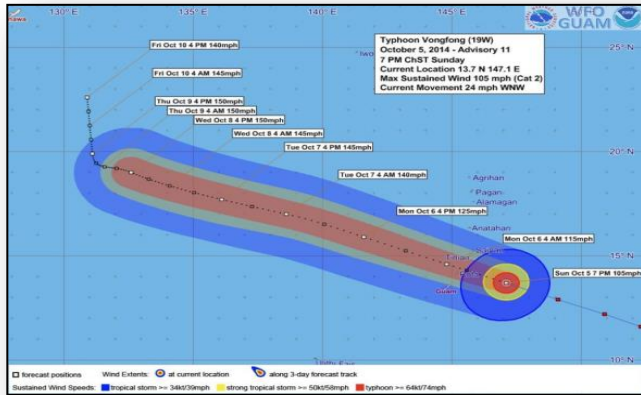 130°E 135°E 140°E 145°E
news
WFO
GUAM
Typhoon Vongfong (19W)
October 5, 2014 - Advisory 11
7 PM ChST Sunday
Current Location 13.7 N 147.1 E
Max Sustained Wind 105 mph (Cat 2)
Current Movement 24 mph WNW
25°N
Iwo
Fri Oct 10 4 PM 140mph
Fri Oct 10 4 AM 145mph
Thu Oct 9 4 PM 150mph
Thu Oct 9 4 AM 150mph
Wed Oct 8 4 PM 150mph
Wed Oct 8 4 AM 145mph
Tue Oct 7 4 PM 145mph
20°N
Tue Oct 7 4 AM 140mph
Agrihan
Pagan
Alamagan
Mon Oct 6 4 PM 125mph
Anatahan
Mon Oct 6 4 AM 115mph
15°N
Sun Oct 5 7 PM 105mph
Guam
10°N
forecast positions Wind Extents: at current location along 3-day forecast track
Sustained Wind Speeds: tropical storm >= 34kt/39mph strong tropical storm >= 50kt/58mph typhoon >= 64kt/74mph